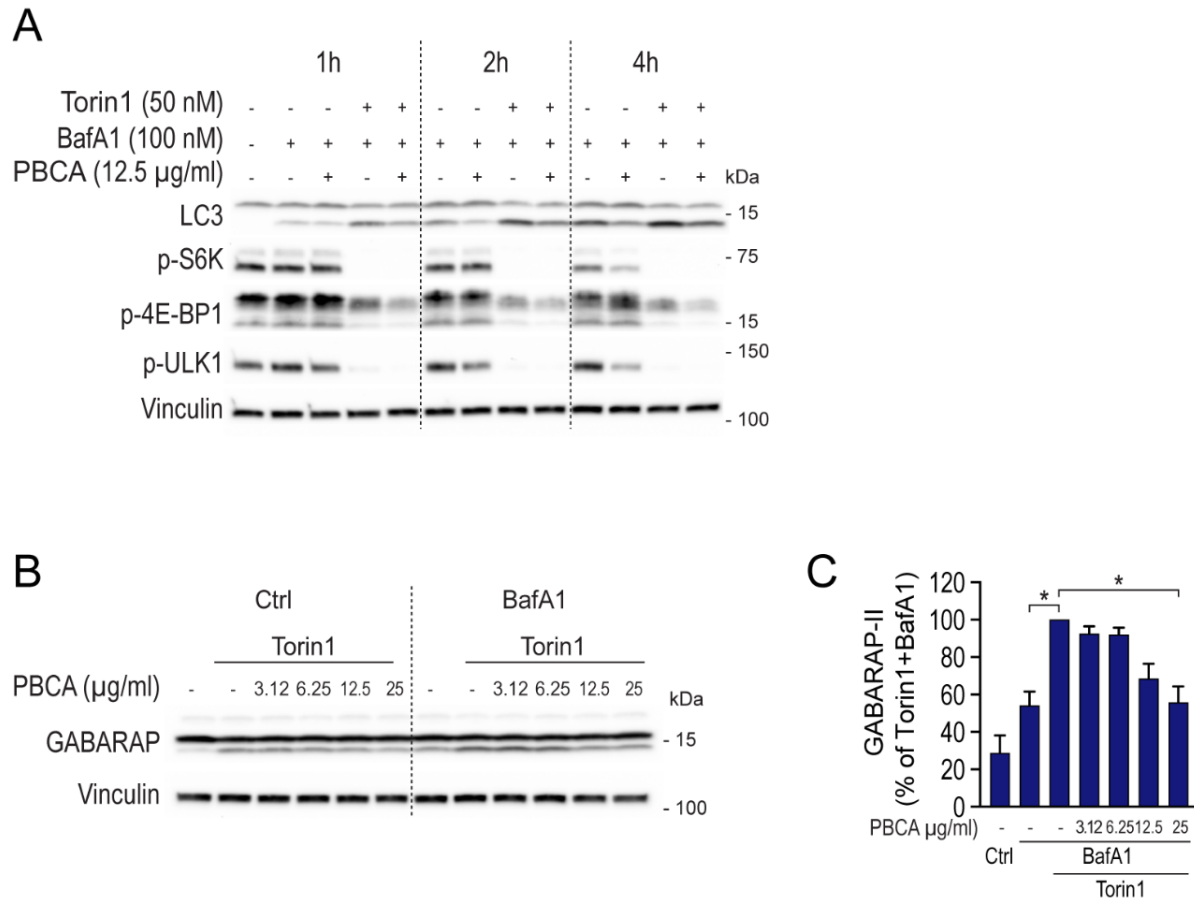 A
1h 2h 4h
Torin1 (50 nM) - - - + + - - + + - - + +
BafA1 (100 nM) - + + + + + + + + + + + +
PBCA (12.5 µg/ml) - - + - + - + - + - + - +
kDa
LC3 - 15
p-S6K - 75
p-4E-BP1 - 15
p-ULK1 - 150
Vinculin - 100
B
Ctrl BafA1
Torin1 Torin1
PBCA (µg/ml) - - 3.12 6.25 12.5 25 - - 3.12 6.25 12.5 25
kDa
GABARAP - 15
Vinculin - 100
C
GABARAP-II
(% of Torin1+BafA1)
120
100
80
60
40
20
0
* *
PBCA µg/ml) - - - 3.12 6.25 12.5 25
Ctrl BafA1
Torin1